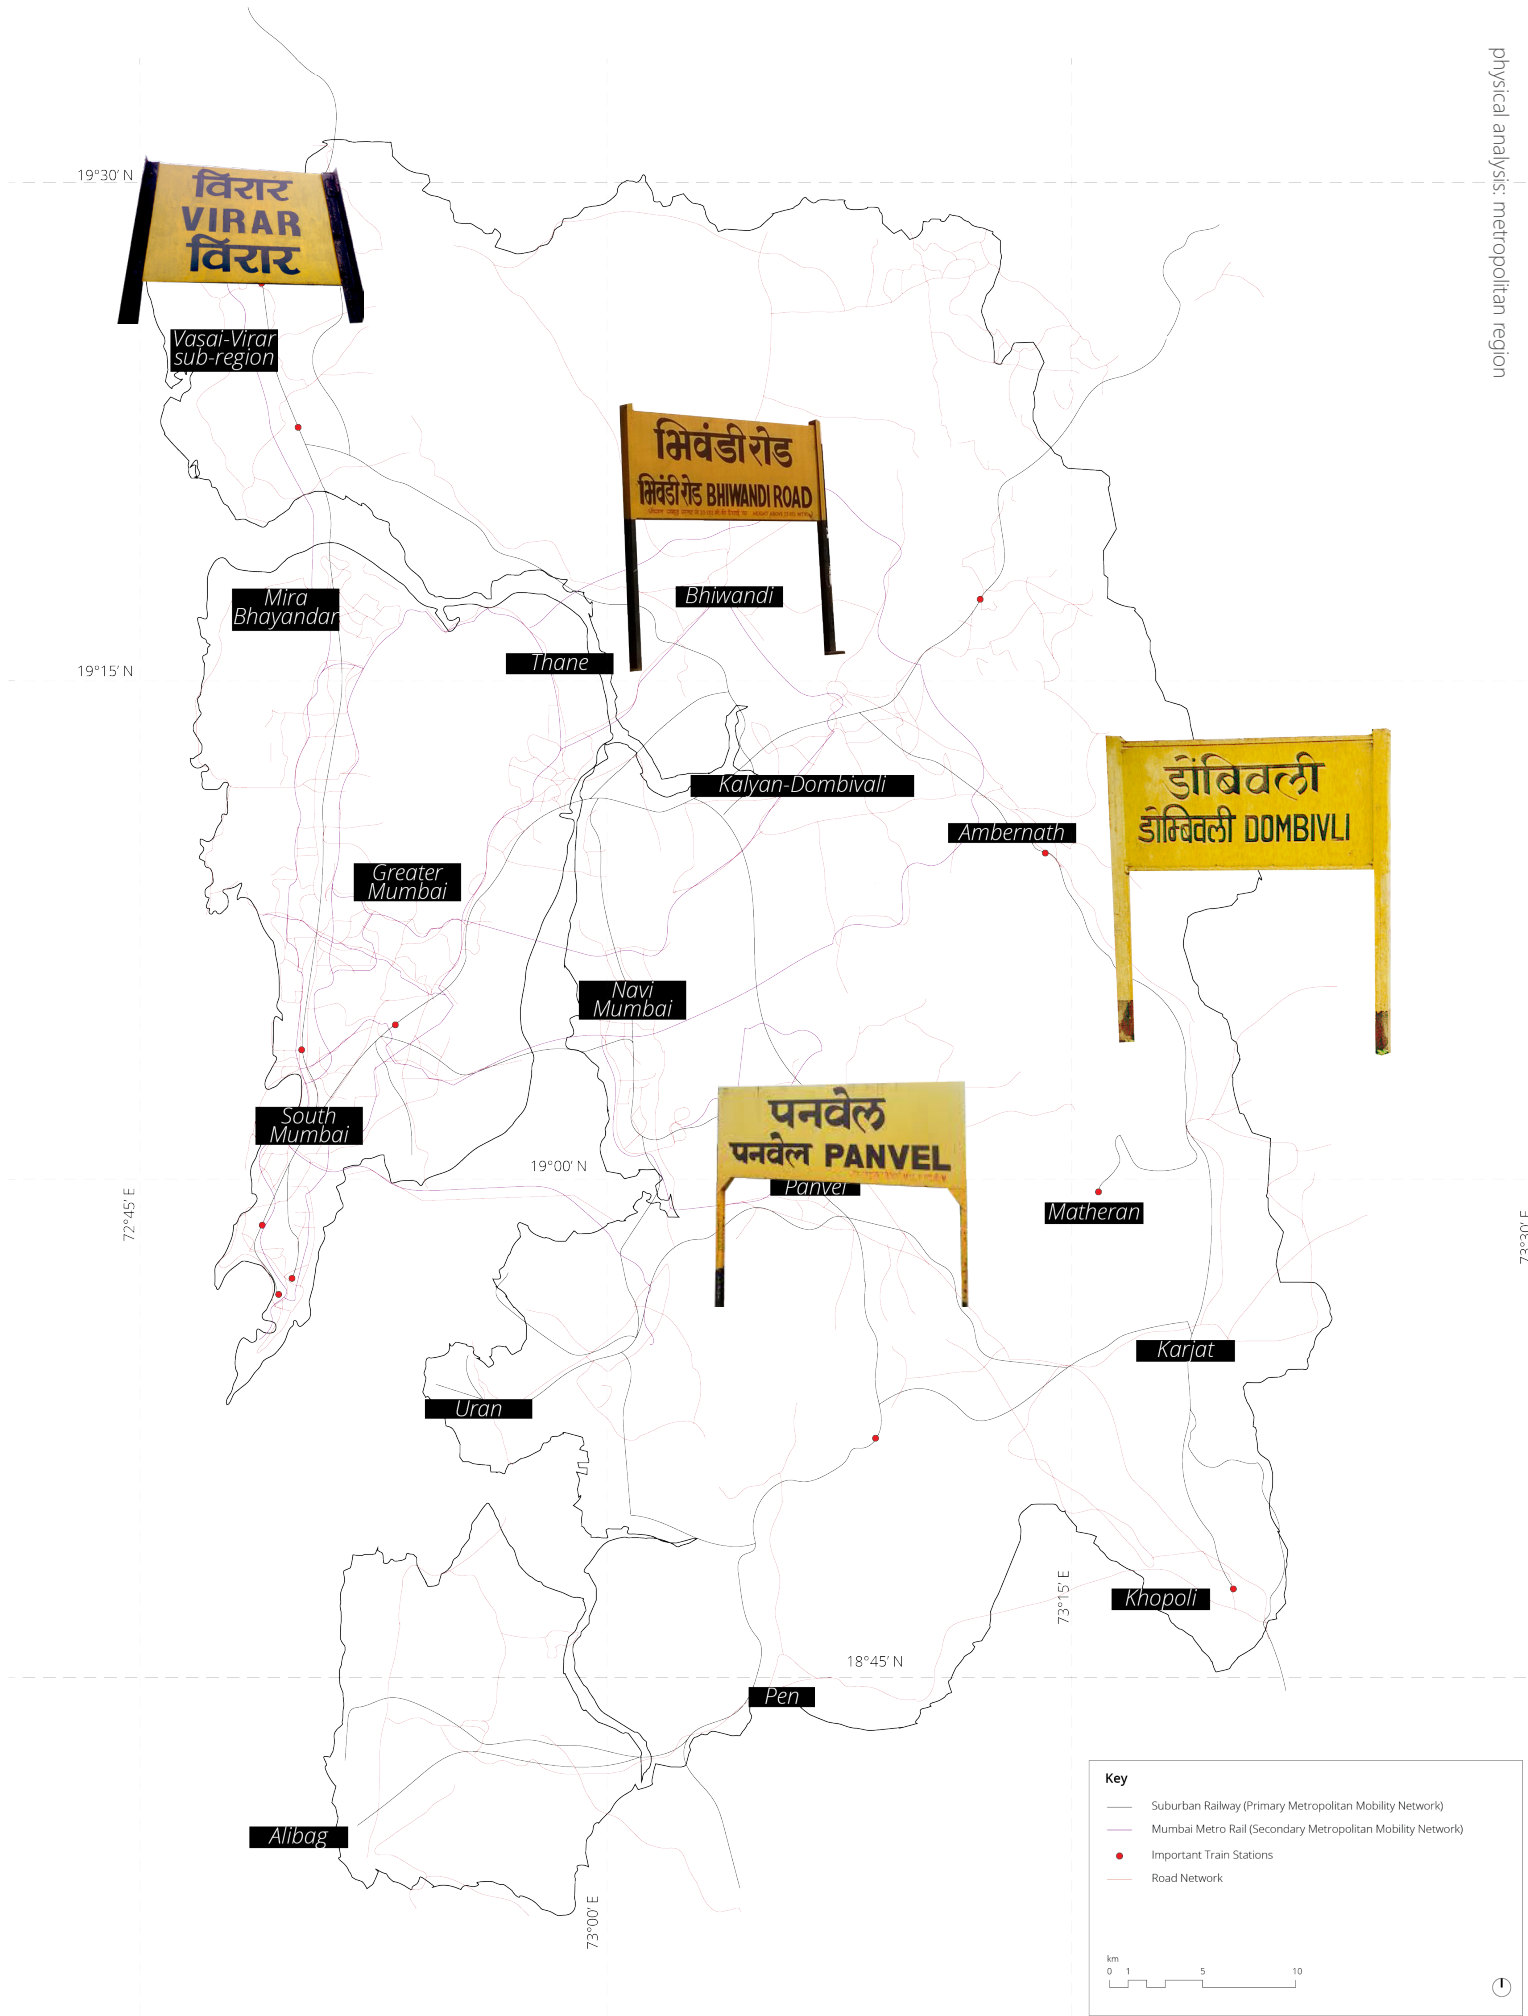 physical analysis: metropolitan region
19°30' N
विरार
VIRAR
विरार
Vasai-Virar
sub-region
भिवंडी रोड
भिवंडी रोड BHIWANDI ROAD
Mira
Bhayandar
Bhiwandi
Thane
19°15' N
डोंबिवली
डोम्बिवली DOMBIVLI
Kalyan-Dombivali
Ambernath
Greater
Mumbai
Navi
Mumbai
South
Mumbai
पनवेल
पनवेल PANVEL
19°00' N
Panvel
Matheran
72°45' E
73°30' E
Karjat
Uran
73°15' E
Khopoli
18°45' N
Pen
Alibag
73°00' E
Key
Suburban Railway (Primary Metropolitan Mobility Network)
Mumbai Metro Rail (Secondary Metropolitan Mobility Network)
Important Train Stations
Road Network
km
0 1 5 10